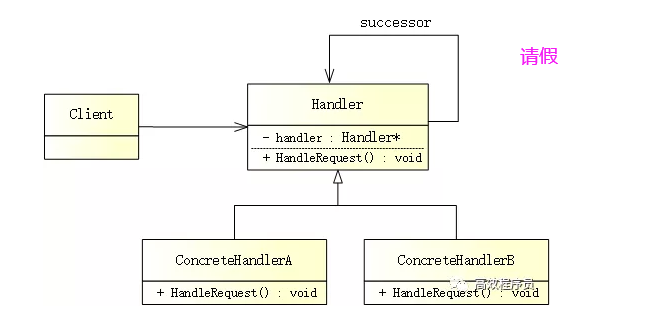 successor
请假
Handler
Client
- handler : Handler*
+ HandleRequest() : void
ConcreteHandlerA
ConcreteHandlerB
+ HandleRequest() : void
+ HandleRequest() : void
高效程序员